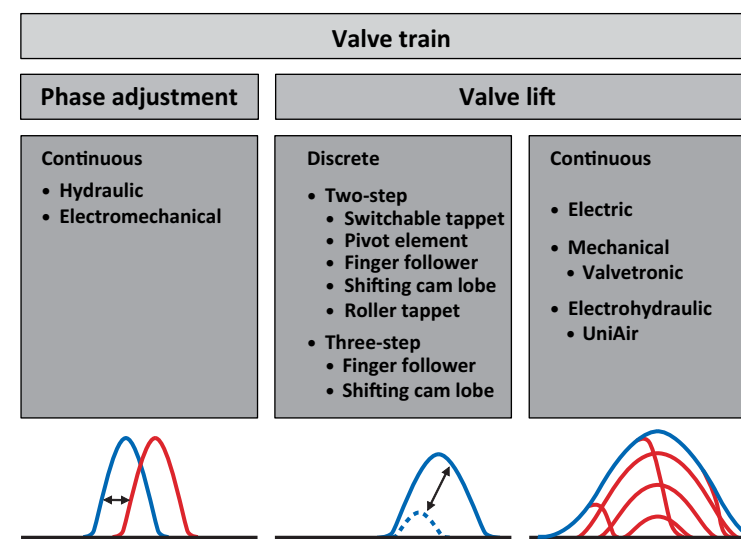 Valve train
Phase adjustment
Valve lift
Continuous
• Hydraulic
• Electromechanical
Discrete
• Two-step
• Switchable tappet
• Pivot element
• Finger follower
• Shifting cam lobe
• Roller tappet
• Three-step
• Finger follower
• Shifting cam lobe
Continuous
• Electric
• Mechanical
• Valvetronic
• Electrohydraulic
• UniAir